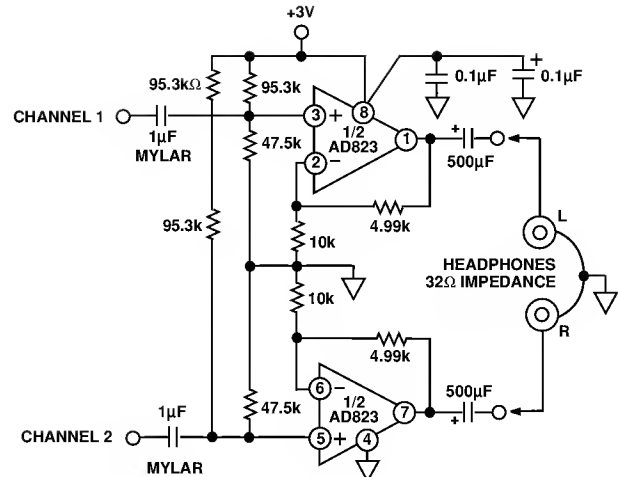 +3V
95.3kΩ
95.3k
0.1µF
+
0.1µF
CHANNEL 1
3
+
8
1/2
AD823
1
+
1µF
MYLAR
47.5k
2
–
500µF
95.3k
4.99k
L
10k
HEADPHONES
32Ω IMPEDANCE
10k
R
4.99k
1µF
47.5k
6
–
1/2
AD823
7
500µF
+
CHANNEL 2
5
+
4
MYLAR